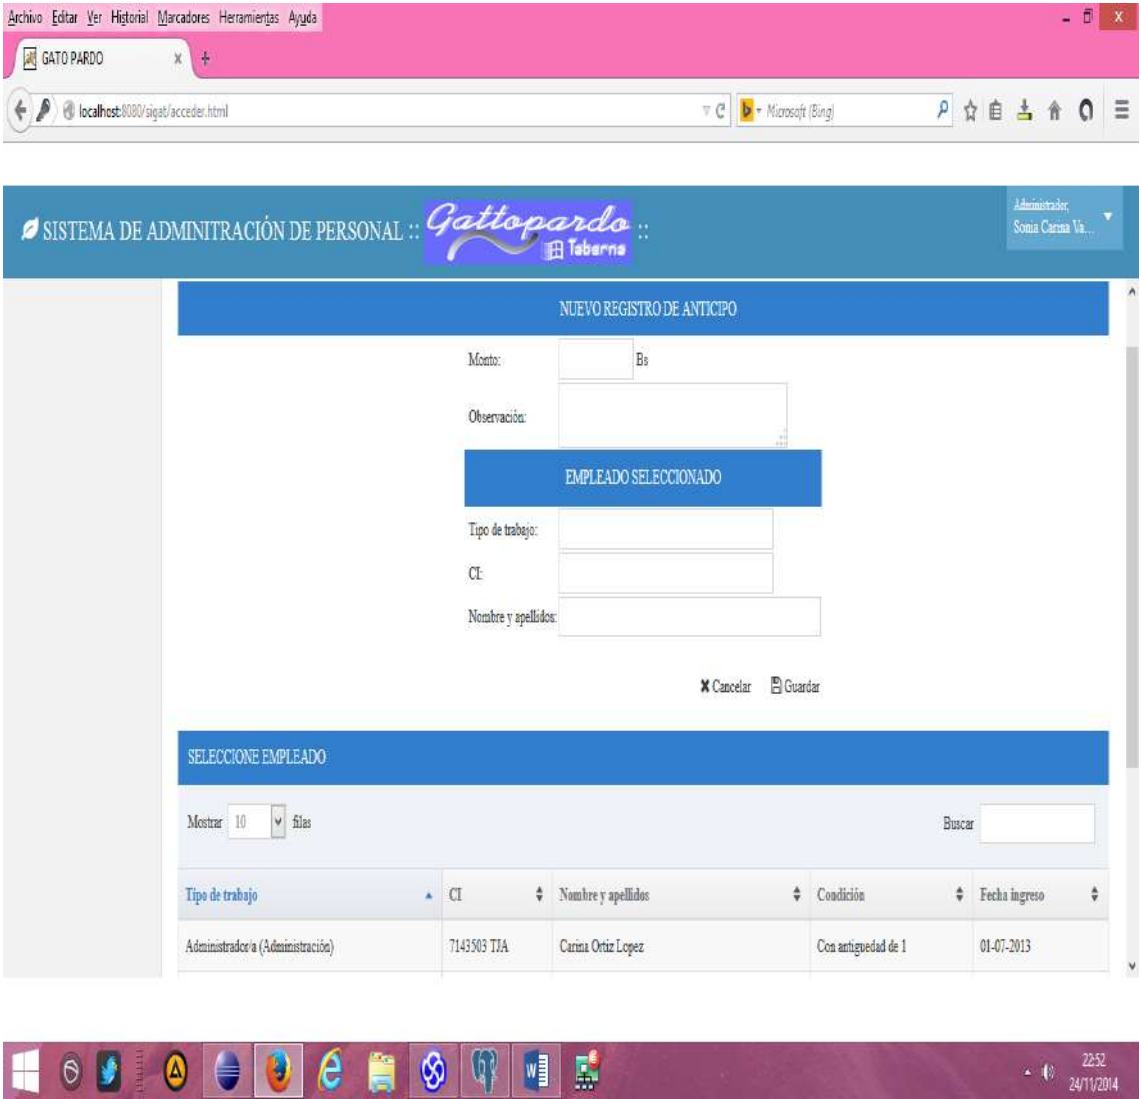 Archivo Editar Ver Historial Marcadores Herramientas Ayuda
GATO PARDO
localhost:8080/sigat/acceder.html
Microsoft (Bing)
SISTEMA DE ADMINITRACIÓN DE PERSONAL :: Gattopardo Taberna ::
Administrador,
Sonia Carina Va...
NUEVO REGISTRO DE ANTICIPO
Monto: Bs
Observación:
EMPLEADO SELECCIONADO
Tipo de trabajo:
CI:
Nombre y apellidos:
Cancelar Guardar
SELECCIONE EMPLEADO
Mostrar 10 filas Buscar
Tipo de trabajo CI Nombre y apellidos Condición Fecha ingreso
Administrador/a (Administración) 7143503 TJA Carina Ortiz Lopez Con antiguedad de 1 01-07-2013
22:52
24/11/2014